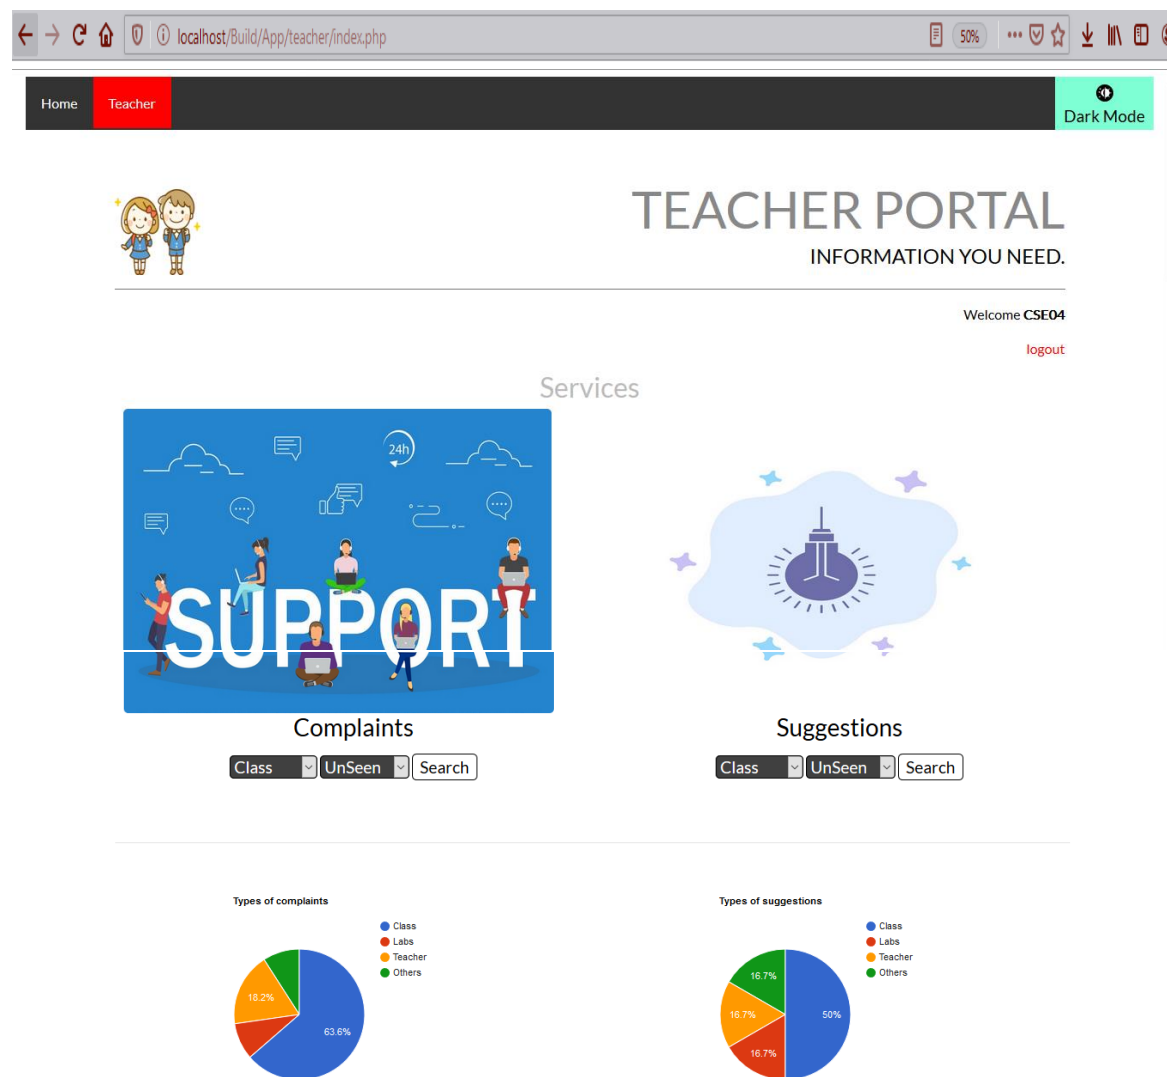 localhost/Build/App/teacher/index.php
50%
Home
Teacher
Dark Mode
TEACHER PORTAL
INFORMATION YOU NEED.
Welcome CSE04
logout
Services
24h
SUPPORT
Complaints
Class
UnSeen
Search
Suggestions
Class
UnSeen
Search
Types of complaints
Class
Labs
Teacher
Others
18.2%
63.6%
Types of suggestions
Class
Labs
Teacher
Others
16.7%
16.7%
50%
16.7%